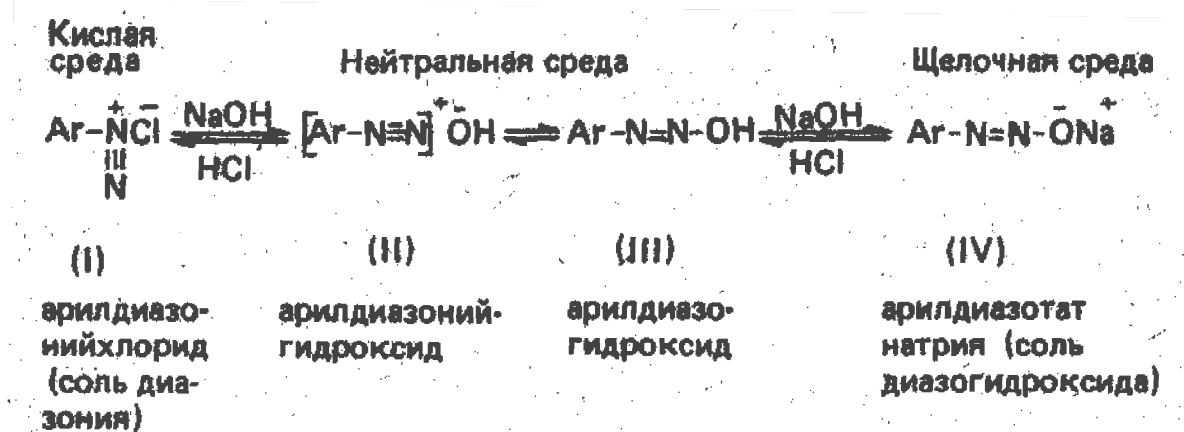 Кислая
среда
Нейтральная среда
Щелочная среда
Ar–N⁺Cl⁻ ⇌ [Ar–N≡N]⁺ ⁻OH ⇌ Ar–N=N–OH ⇌ Ar–N=N–O⁻Na⁺
NaOH
HCl
NaOH
HCl
|||
N
(I)
(II)
(III)
(IV)
арилдиазо-
нийхлорид
(соль диа-
зония)
арилдиазоний-
гидроксид
арилдиазо-
гидроксид
арилдиазотат
натрия (соль
диазогидроксида)